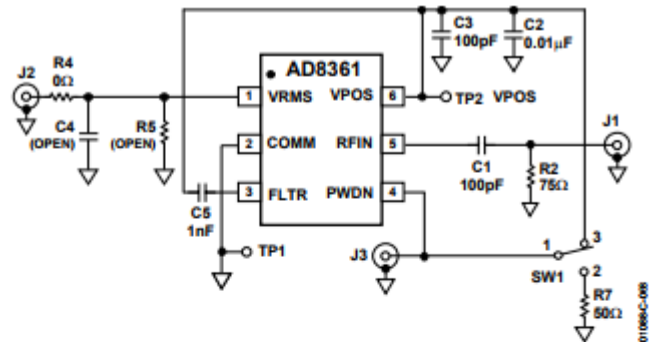 C3
100pF
C2
0.01µF
J2
R4
0Ω
AD8361
1
VRMS
VPOS
6
TP2
VPOS
J1
C4
(OPEN)
R5
(OPEN)
2
COMM
RFIN
5
C1
100pF
R2
75Ω
3
FLTR
PWDN
4
C5
1nF
TP1
J3
1
3
SW1
2
R7
50Ω
01088-C-008